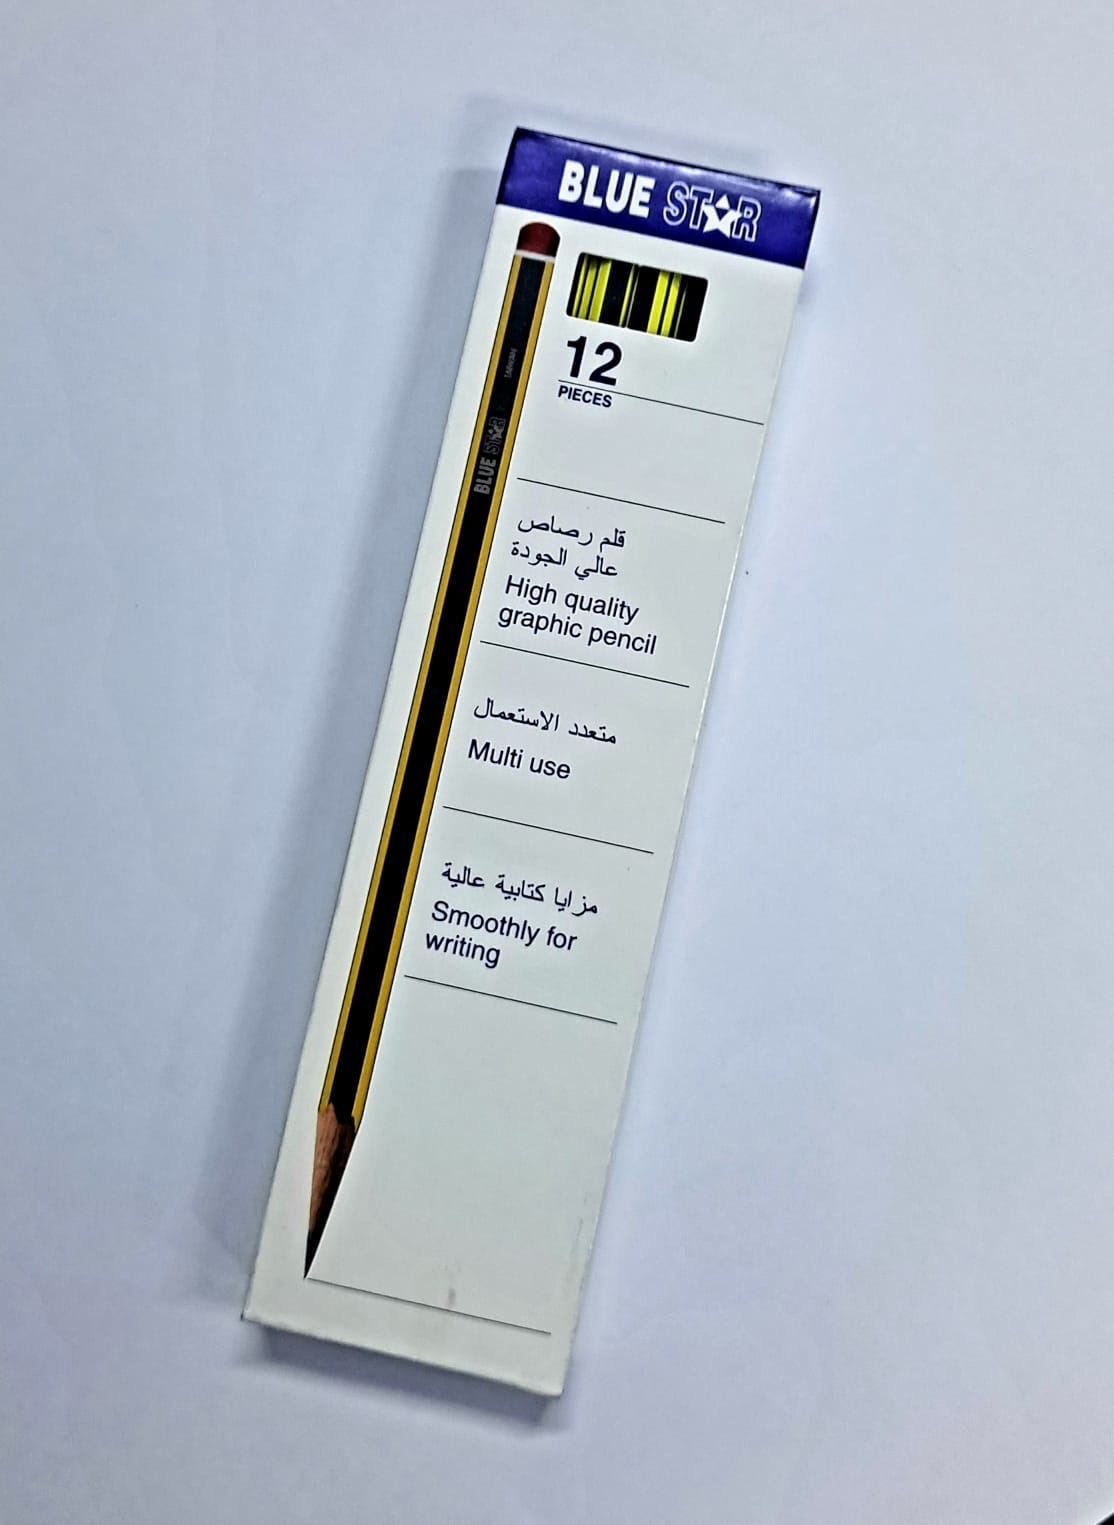 BLUE STAR
12
PIECES
TAIWAN
BLUE STAR
قلم رصاص
عالي الجودة
High quality
graphic pencil
متعدد الاستعمال
Multi use
مزايا كتابية عالية
Smoothly for
writing